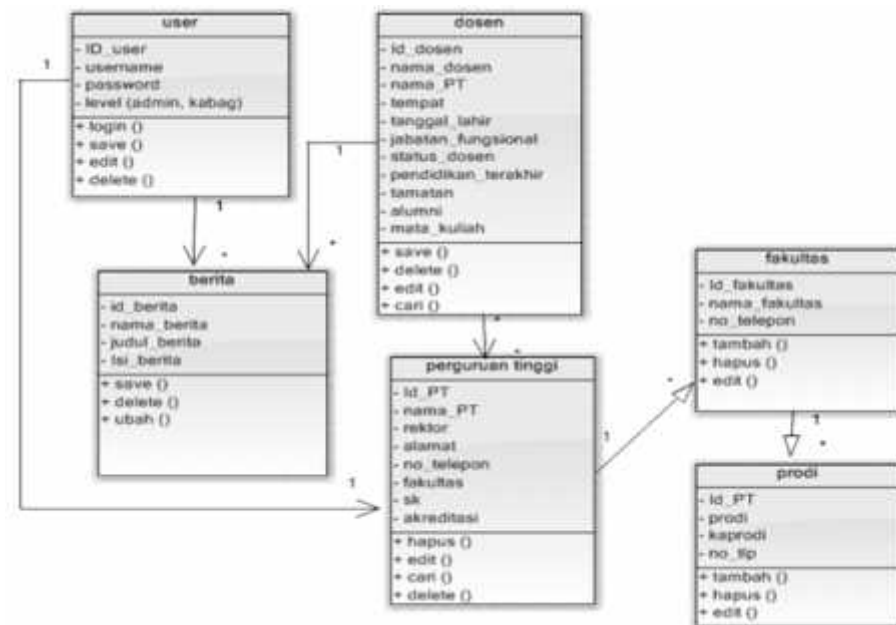 user
- ID_user
- username
- password
- level (admin, kabag)
+ login ()
+ save ()
+ edit ()
+ delete ()
dosen
- Id_dosen
- nama_dosen
- nama_PT
- tempat
- tanggal_lahir
- jabatan_fungsional
- status_dosen
- pendidikan_terakhir
- tamatan
- alumni
- mata_kuliah
+ save ()
+ delete ()
+ edit ()
+ cari ()
1
1
1
*
*
berita
- id_berita
- nama_berita
- judul_berita
- Isi_berita
+ save ()
+ delete ()
+ ubah ()
*
*
perguruan tinggi
- Id_PT
- nama_PT
- rektor
- alamat
- no_telepon
- fakultas
- sk
- akreditasi
+ hapus ()
+ edit ()
+ cari ()
+ delete ()
1
1
*
fakultas
- Id_fakultas
- nama_fakultas
- no_telepon
+ tambah ()
+ hapus ()
+ edit ()
1
*
prodi
- Id_PT
- prodi
- kaprodi
- no_tlp
+ tambah ()
+ hapus ()
+ edit ()